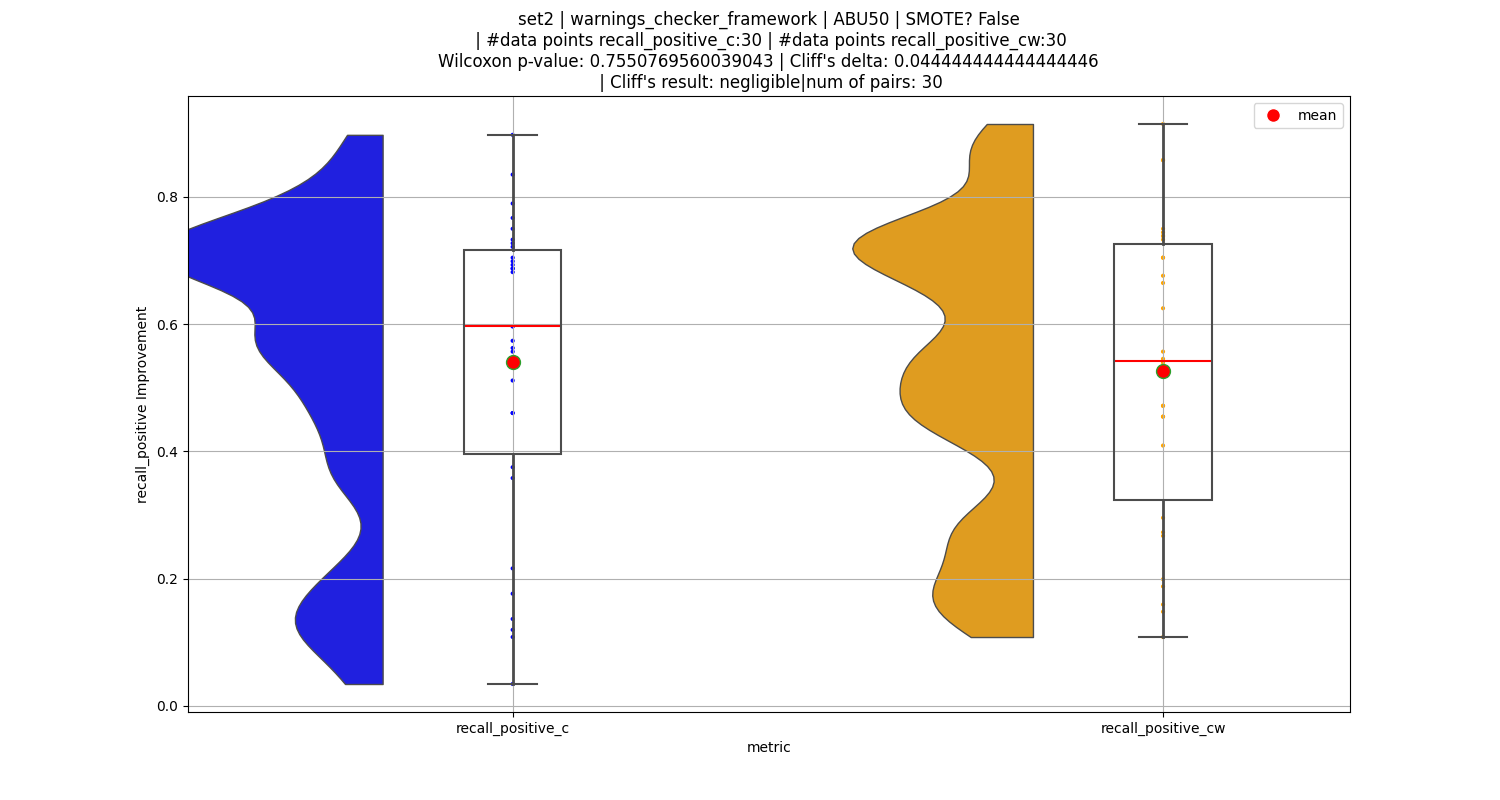 set2 | warnings_checker_framework | ABU50 | SMOTE? False
| #data points recall_positive_c:30 | #data points recall_positive_cw:30
Wilcoxon p-value: 0.7550769560039043 | Cliff's delta: 0.044444444444444446
| Cliff's result: negligible|num of pairs: 30
mean
0.8
0.6
0.4
0.2
0.0
recall_positive Improvement
recall_positive_c
recall_positive_cw
metric